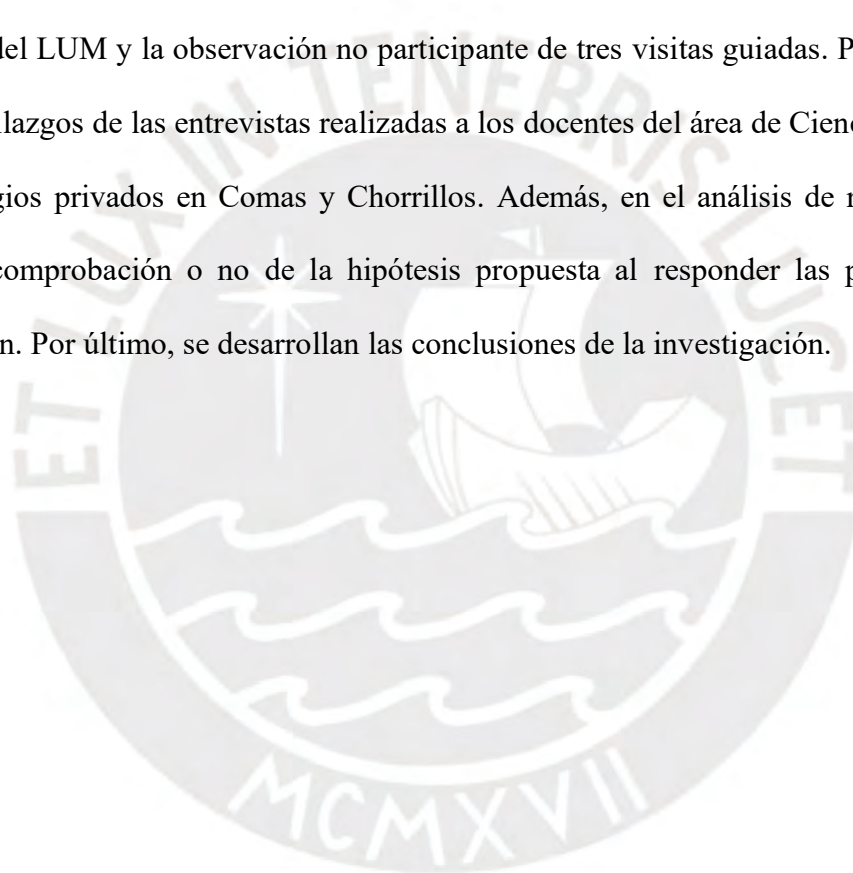 del LUM y la observación no participante de tres visitas guiadas. P
llazgos de las entrevistas realizadas a los docentes del área de Cienc
gios privados en Comas y Chorrillos. Además, en el análisis de r
comprobación o no de la hipótesis propuesta al responder las p
n. Por último, se desarrollan las conclusiones de la investigación.
ET LUX IN TENEBRIS LUCET
MCMXVII